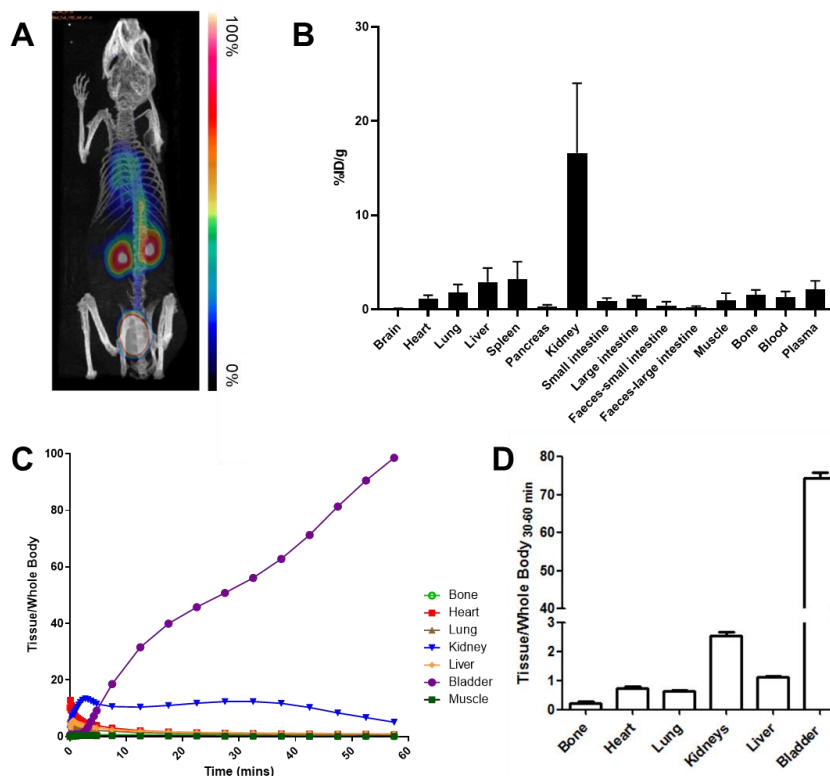 A
100%
0%
B
%ID/g
30
20
10
0
Brain
Heart
Lung
Liver
Spleen
Pancreas
Kidney
Small intestine
Large intestine
Faeces-small intestine
Faeces-large intestine
Muscle
Bone
Blood
Plasma
C
Tissue/Whole Body
100
80
60
40
20
0
0 10 20 30 40 50 60
Time (mins)
Bone
Heart
Lung
Kidney
Liver
Bladder
Muscle
D
Tissue/Whole Body 30-60 min
80
70
60
50
40
3
2
1
0
Bone
Heart
Lung
Kidneys
Liver
Bladder